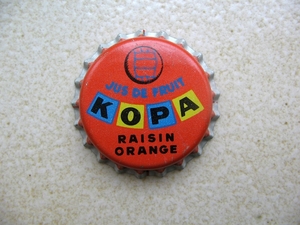 JUS DE FRUIT
KOPA
RAISIN
ORANGE